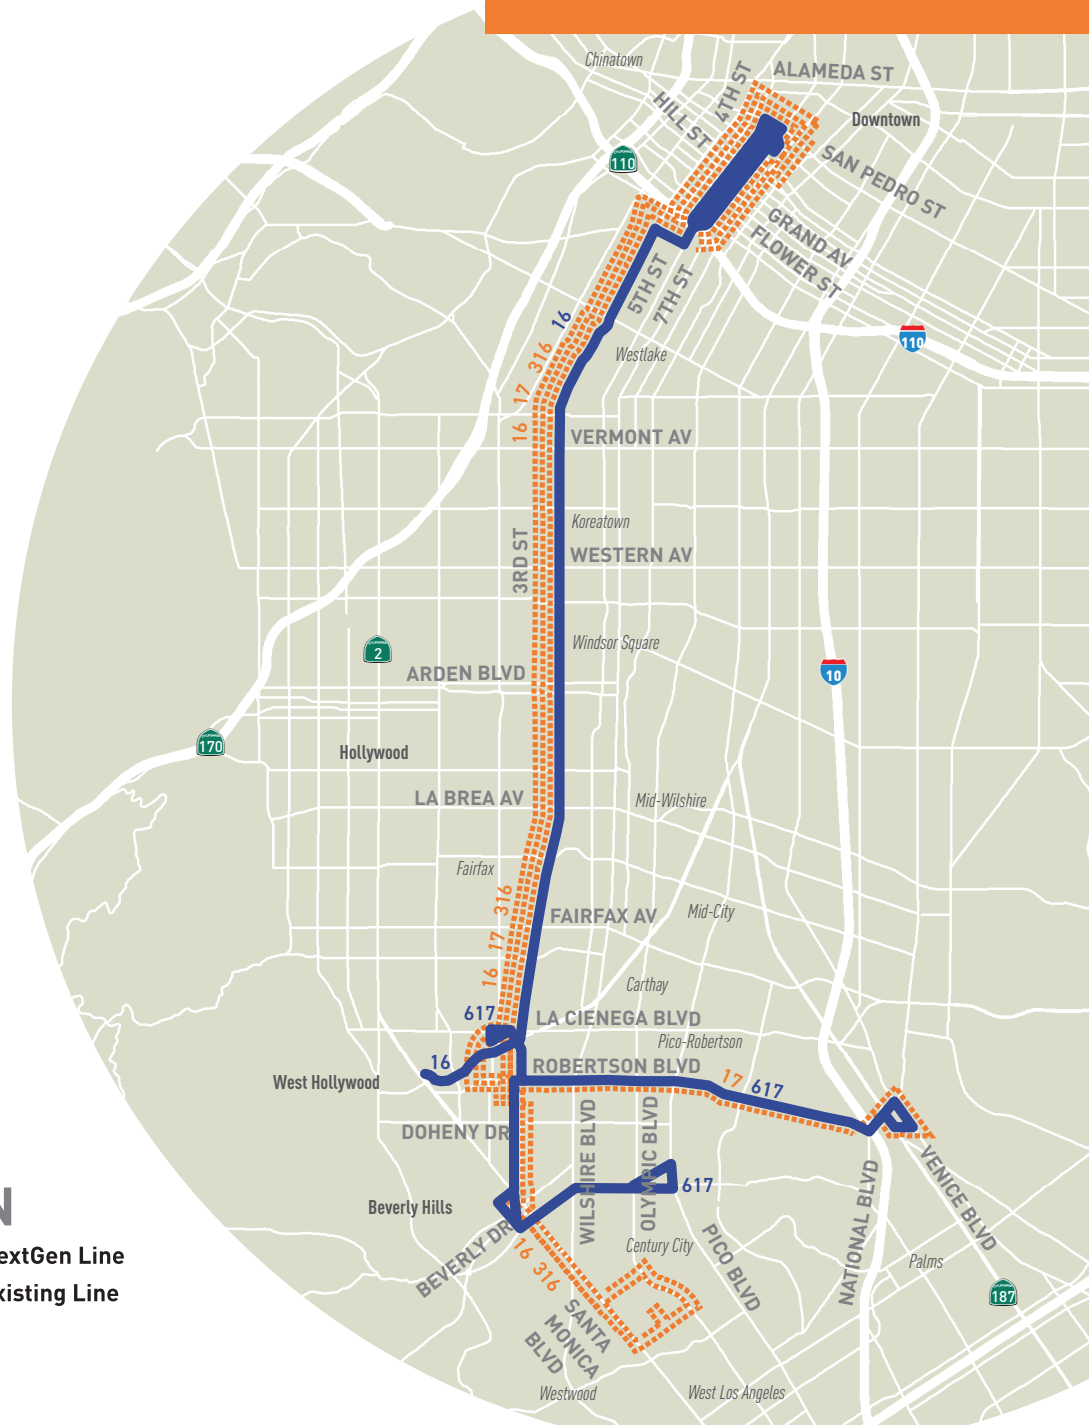 Chinatown
ALAMEDA ST
4TH ST
HILL ST
Downtown
110
SAN PEDRO ST
GRAND AV
FLOWER ST
5TH ST
7TH ST
16
110
316
Westlake
17
16
VERMONT AV
Koreatown
3RD ST
WESTERN AV
Windsor Square
2
ARDEN BLVD
10
170
Hollywood
LA BREA AV
Mid-Wilshire
Fairfax
316
FAIRFAX AV
Mid-City
17
16
Carthay
617
LA CIENEGA BLVD
Pico-Robertson
16
ROBERTSON BLVD
West Hollywood
17
617
DOHENY DR
WILSHIRE BLVD
OLYMPIC BLVD
617
Beverly Hills
BEVERLY DR
VENICE BLVD
NATIONAL BLVD
N
extGen Line
xisting Line
16
316
Century City
PICO BLVD
Palms
187
SANTA
MONICA
BLVD
Westwood
West Los Angeles